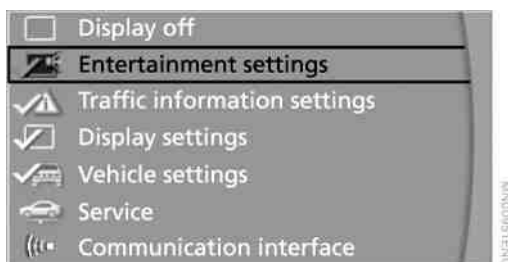 Display off
Entertainment settings
Traffic information settings
Display settings
Vehicle settings
Service
Communication interface